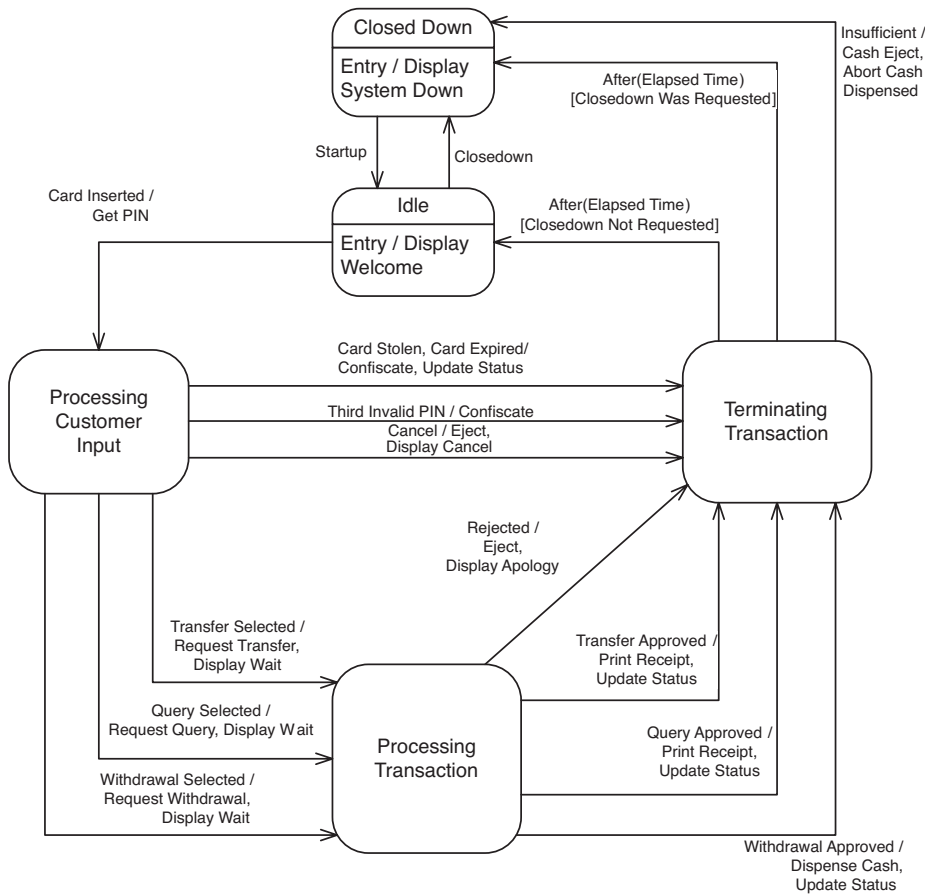 Closed Down
Entry / Display
System Down
Insufficient /
Cash Eject,
Abort Cash
Dispensed
After(Elapsed Time)
[Closedown Was Requested]
Startup
Closedown
Card Inserted /
Get PIN
Idle
Entry / Display
Welcome
After(Elapsed Time)
[Closedown Not Requested]
Processing
Customer
Input
Card Stolen, Card Expired/
Confiscate, Update Status
Third Invalid PIN / Confiscate
Cancel / Eject,
Display Cancel
Terminating
Transaction
Rejected /
Eject,
Display Apology
Transfer Selected /
Request Transfer,
Display Wait
Transfer Approved /
Print Receipt,
Update Status
Query Selected /
Request Query, Display Wait
Processing
Transaction
Query Approved /
Print Receipt,
Update Status
Withdrawal Selected /
Request Withdrawal,
Display Wait
Withdrawal Approved /
Dispense Cash,
Update Status